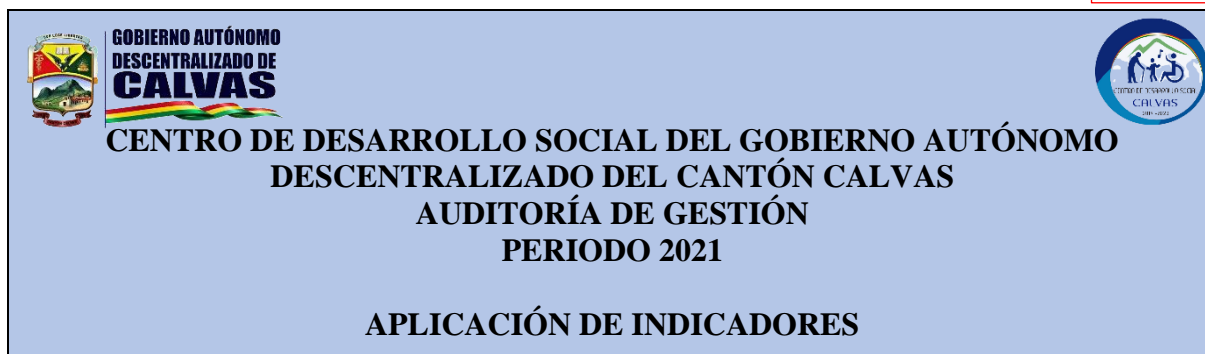 GOBIERNO AUTÓNOMO
DESCENTRALIZADO DE
CALVAS
CALVAS
CENTRO DE DESARROLLO SOCIAL DEL GOBIERNO AUTÓNOMO
DESCENTRALIZADO DEL CANTÓN CALVAS
AUDITORÍA DE GESTIÓN
PERIODO 2021
APLICACIÓN DE INDICADORES